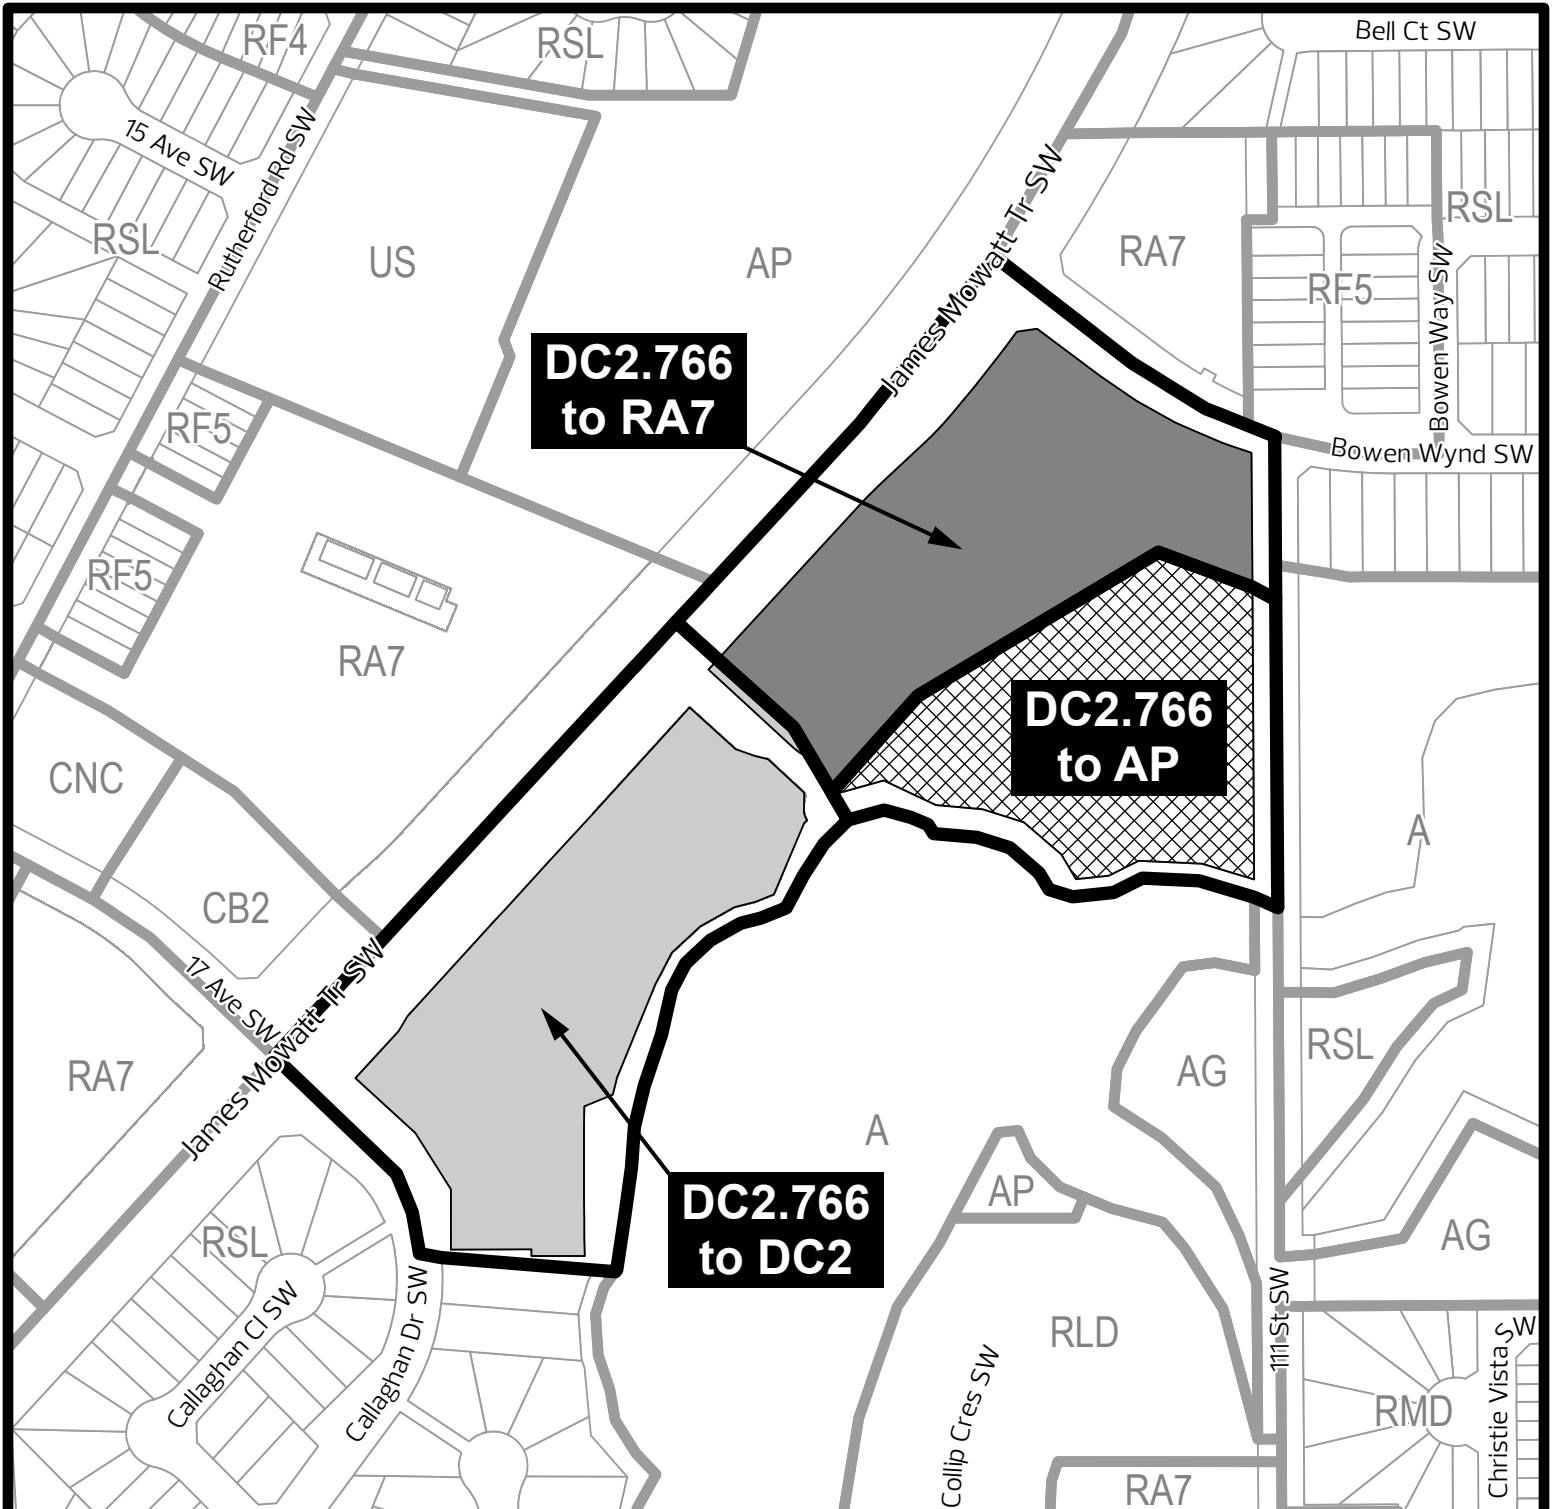 RF4
RSL
Bell Ct SW
15 Ave SW
Rutherford Rd SW
James Mowatt Tr SW
RSL
US
AP
RA7
RSL
RF5
Bowen Way SW
DC2.766
to RA7
RF5
Bowen Wynd SW
RF5
RA7
DC2.766
to AP
CNC
A
CB2
17 Ave SW
James Mowatt Tr SW
RA7
RSL
AG
A
AP
DC2.766
to DC2
RSL
AG
Callaghan Cl SW
Callaghan Dr SW
111 St SW
RLD
Collip Cres SW
RMD
Christie Vista SW
RA7